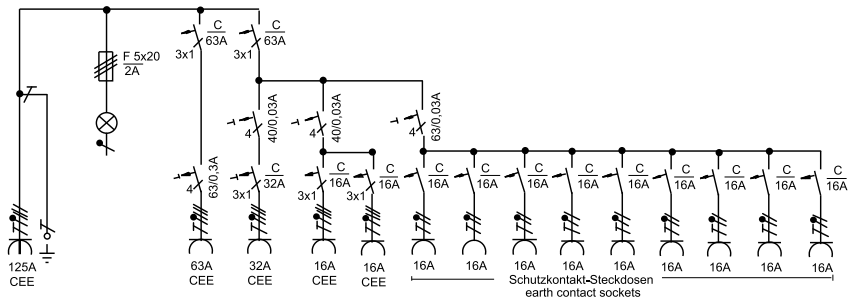 C
63A
3x1
C
63A
3x1
F 5x20
2A
4
40/0,03A
4
40/0,03A
4
63/0,03A
4
63/0,3A
C
32A
3x1
C
16A
3x1
C
16A
3x1
C
16A
C
16A
C
16A
C
16A
C
16A
C
16A
C
16A
C
16A
C
16A
125A
CEE
63A
CEE
32A
CEE
16A
CEE
16A
CEE
16A
16A
16A
16A
16A
16A
16A
16A
16A
Schutzkontakt-Steckdosen
earth contact sockets